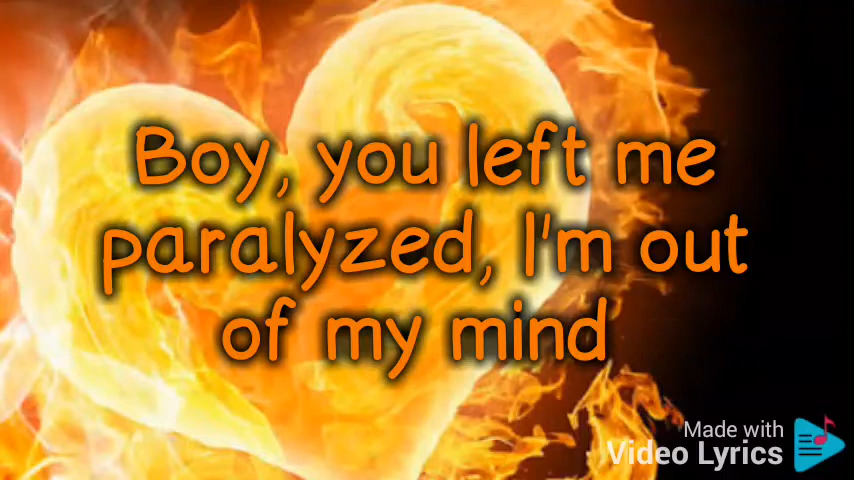 Boy, you left me
paralyzed, I'm out
of my mind
Made with
Video Lyrics